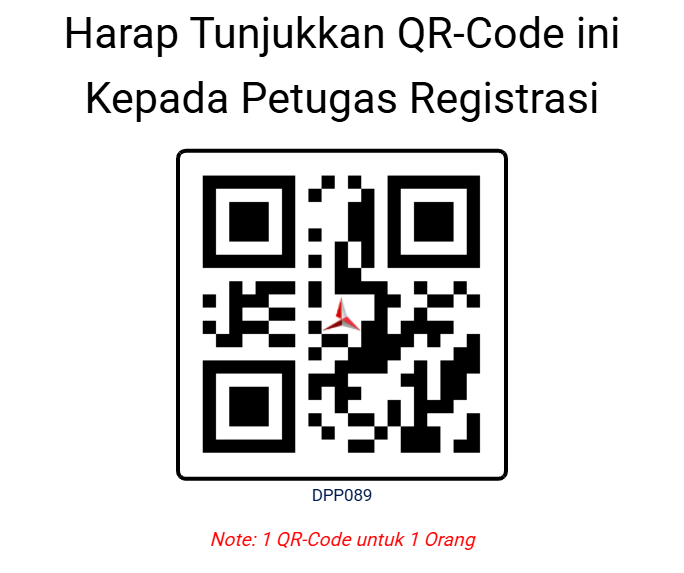 Harap Tunjukkan QR-Code ini
Kepada Petugas Registrasi
DPP089
Note: 1 QR-Code untuk 1 Orang